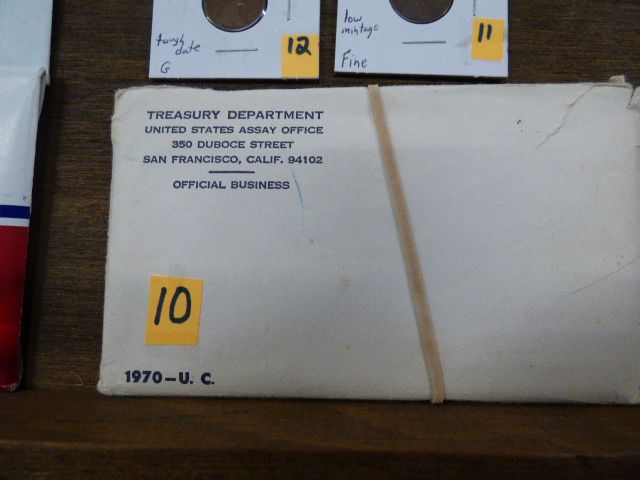 tough
date
G
12
low
mintage
Fine
11
TREASURY DEPARTMENT
UNITED STATES ASSAY OFFICE
350 DUBOCE STREET
SAN FRANCISCO, CALIF. 94102
OFFICIAL BUSINESS
10
1970-U. C.